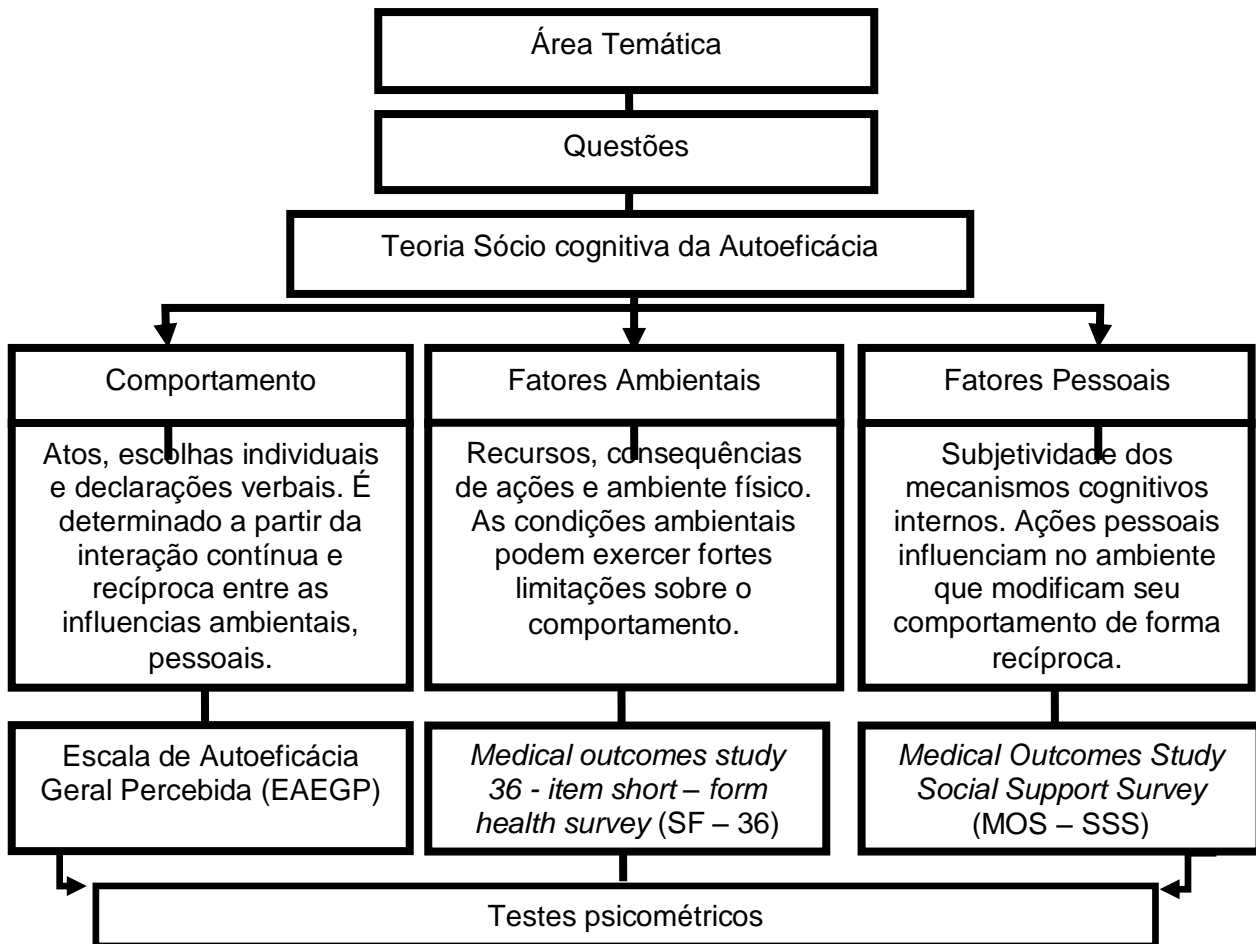 Área Temática
Questões
Teoria Sócio cognitiva da Autoeficácia
Comportamento
Atos, escolhas individuais
e declarações verbais. É
determinado a partir da
interação contínua e
recíproca entre as
influencias ambientais,
pessoais.
Escala de Autoeficácia
Geral Percebida (EAEGP)
Fatores Ambientais
Recursos, consequências
de ações e ambiente físico.
As condições ambientais
podem exercer fortes
limitações sobre o
comportamento.
Medical outcomes study
36 - item short – form
health survey (SF – 36)
Fatores Pessoais
Subjetividade dos
mecanismos cognitivos
internos. Ações pessoais
influenciam no ambiente
que modificam seu
comportamento de forma
recíproca.
Medical Outcomes Study
Social Support Survey
(MOS – SSS)
Testes psicométricos